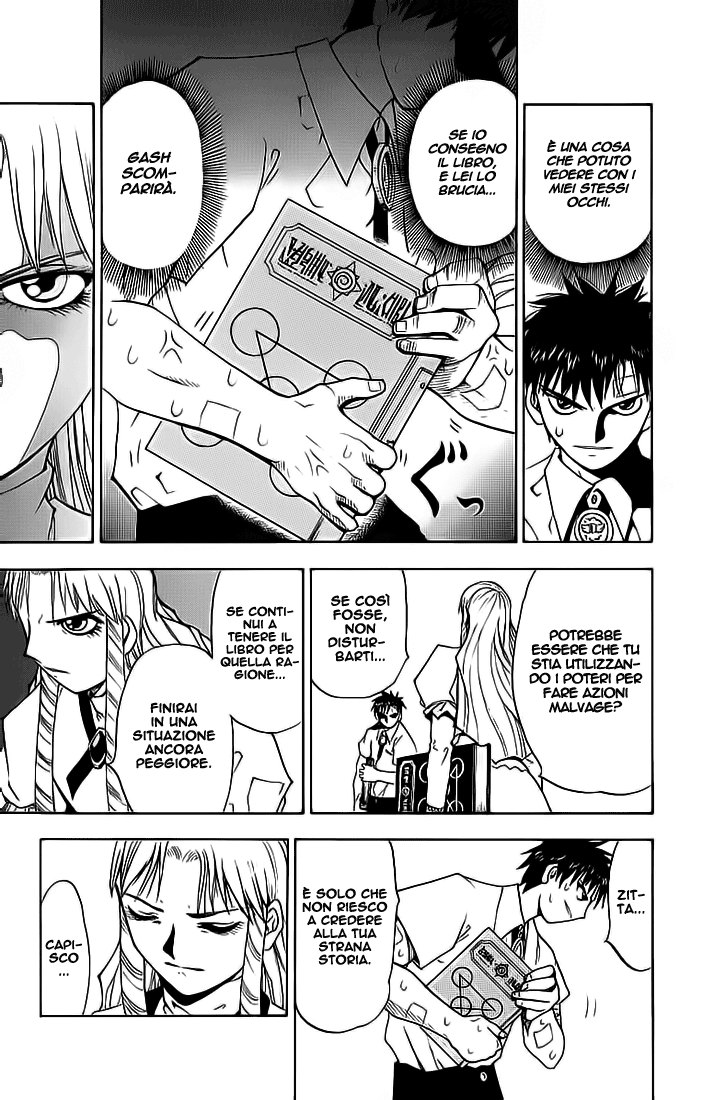 È UNA COSA
CHE POTUTO
VEDERE CON I
MIEI STESSI
OCCHI.
SE IO
CONSEGNO
IL LIBRO,
E LEI LO
BRUCIA...
GASH
SCOM-
PARIRÀ.
ぐっ
POTREBBE
ESSERE CHE TU
STIA UTILIZZAN-
DO I POTERI PER
FARE AZIONI
MALVAGE?
SE COSÌ
FOSSE,
NON
DISTUR-
BARTI...
SE CONTI-
NUI A
TENERE IL
LIBRO PER
QUELLA RA-
GIONE...
FINIRAI
IN UNA
SITUAZIONE
ANCORA
PEGGIORE.
ZIT-
TA...
È SOLO CHE
NON RIESCO
A CREDERE
ALLA TUA
STRANA
STORIA.
CAPI-
SCO
...